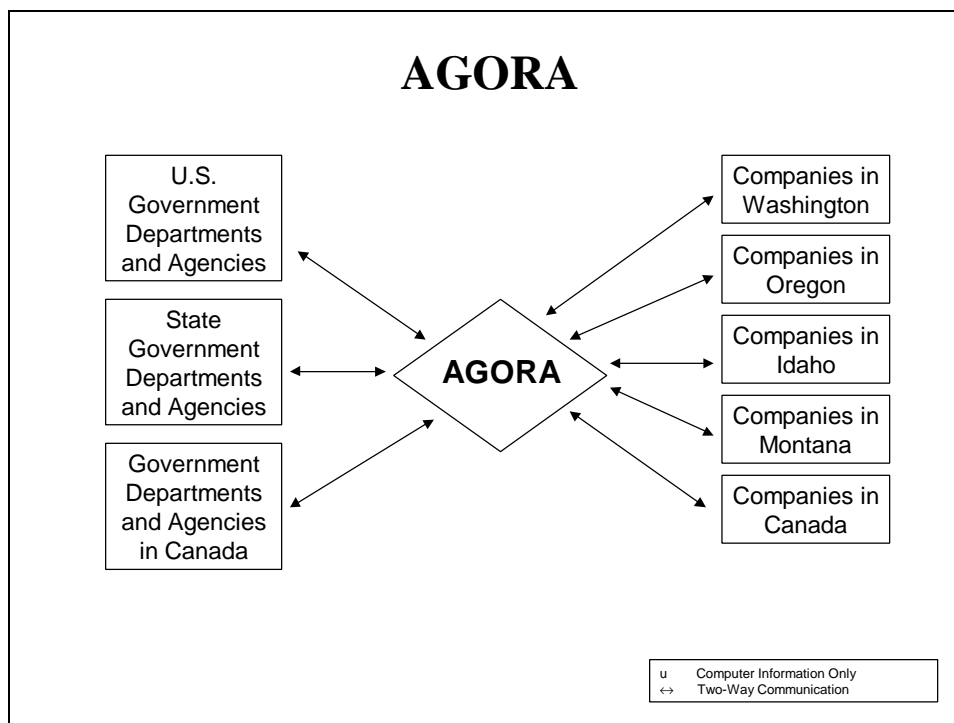 AGORA
U.S.
Government
Departments
and Agencies
State
Government
Departments
and Agencies
Government
Departments
and Agencies
in Canada
AGORA
Companies in
Washington
Companies in
Oregon
Companies in
Idaho
Companies in
Montana
Companies in
Canada
u Computer Information Only
↔ Two-Way Communication